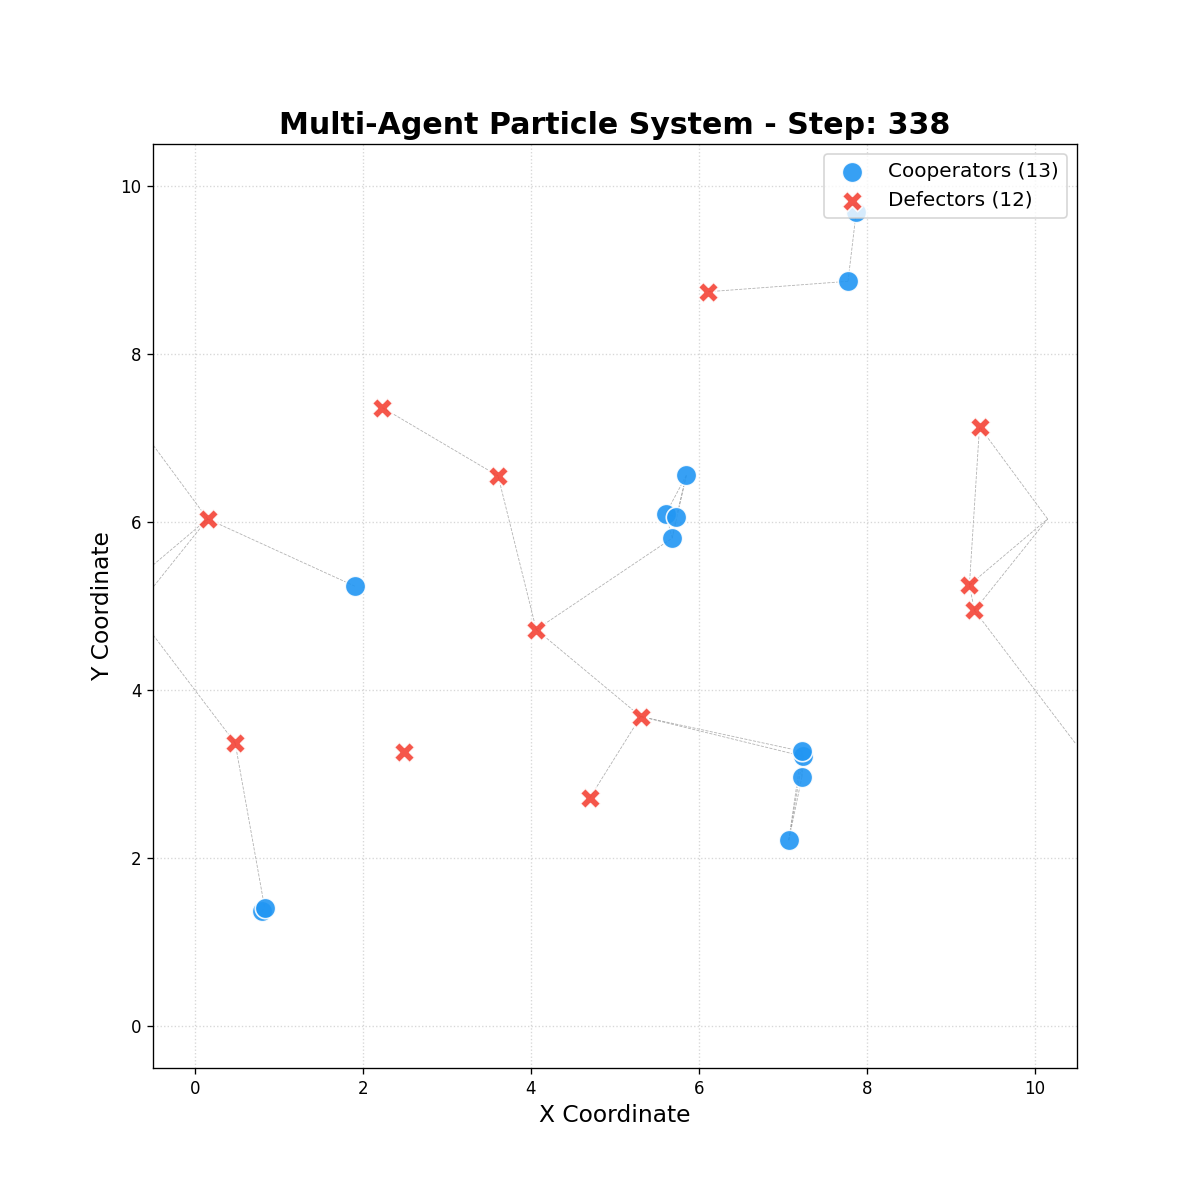 Multi-Agent Particle System - Step: 338
Cooperators (13)
Defectors (12)
10
8
6
4
2
0
Y Coordinate
0 2 4 6 8 10
X Coordinate